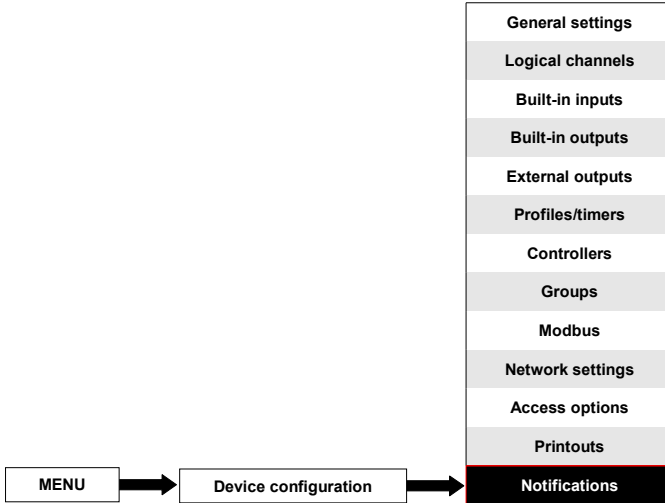 General settings
Logical channels
Built-in inputs
Built-in outputs
External outputs
Profiles/timers
Controllers
Groups
Modbus
Network settings
Access options
Printouts
MENU
Device configuration
Notifications